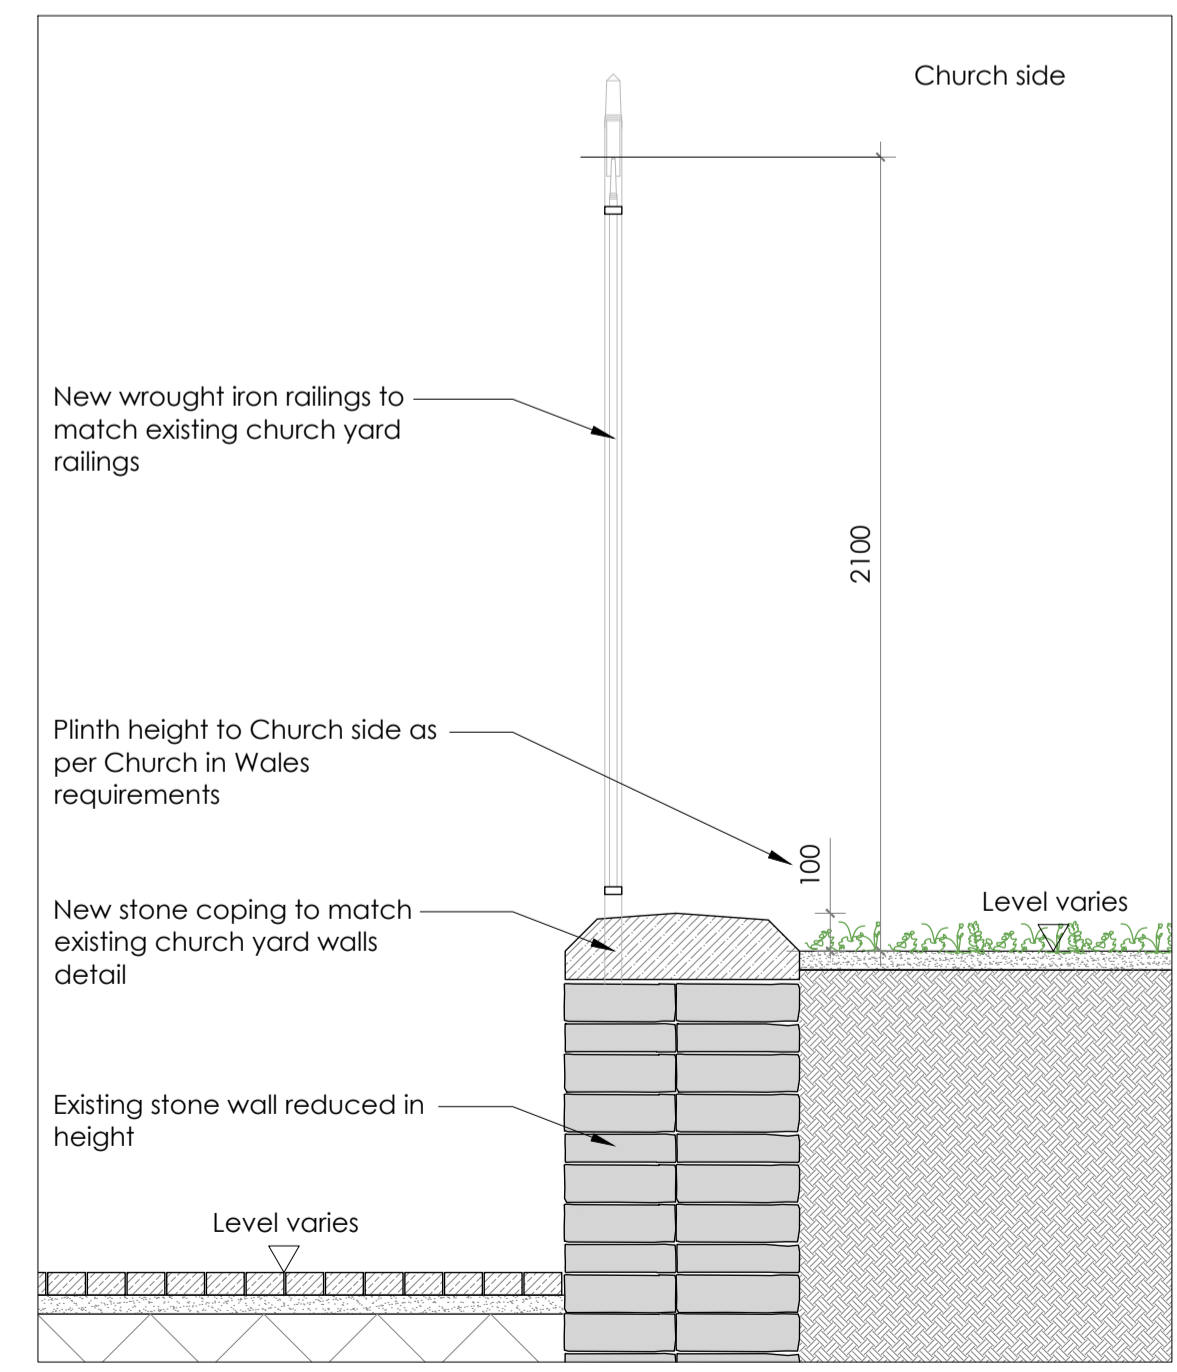 Church side
New wrought iron railings to
match existing church yard
railings
2100
Plinth height to Church side as
per Church in Wales
requirements
100
New stone coping to match
existing church yard walls
detail
Level varies
Existing stone wall reduced in
height
Level varies